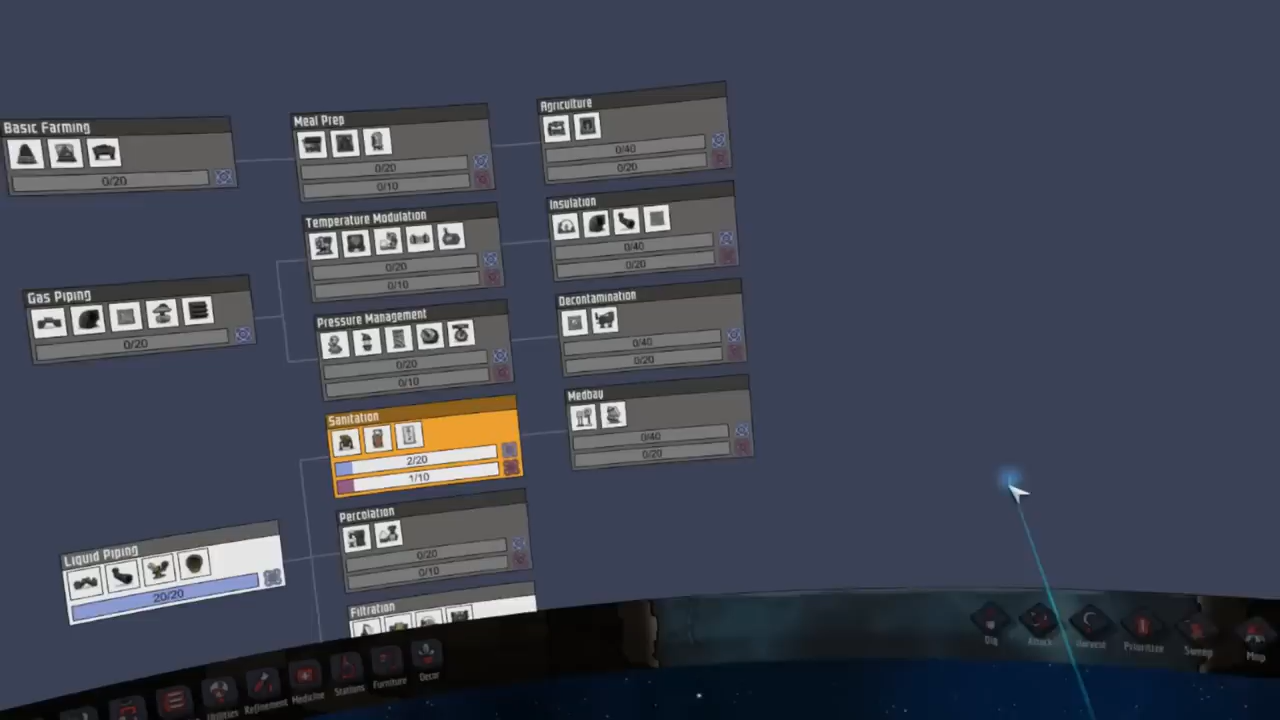 Basic Farming
0/20
Meal Prep
0/20
0/10
Agriculture
0/40
0/20
Temperature Modulation
0/20
0/10
Insulation
0/40
0/20
Gas Piping
0/20
Pressure Management
0/20
0/10
Decontamination
0/40
0/20
Sanitation
2/20
1/10
Medbay
0/40
0/20
Liquid Piping
20/20
Percolation
0/20
0/10
Filtration
Utilities
Refinement
Medicine
Stations
Furniture
Decor
Dig
Attack
Harvest
Prioritize
Sweep
Mop